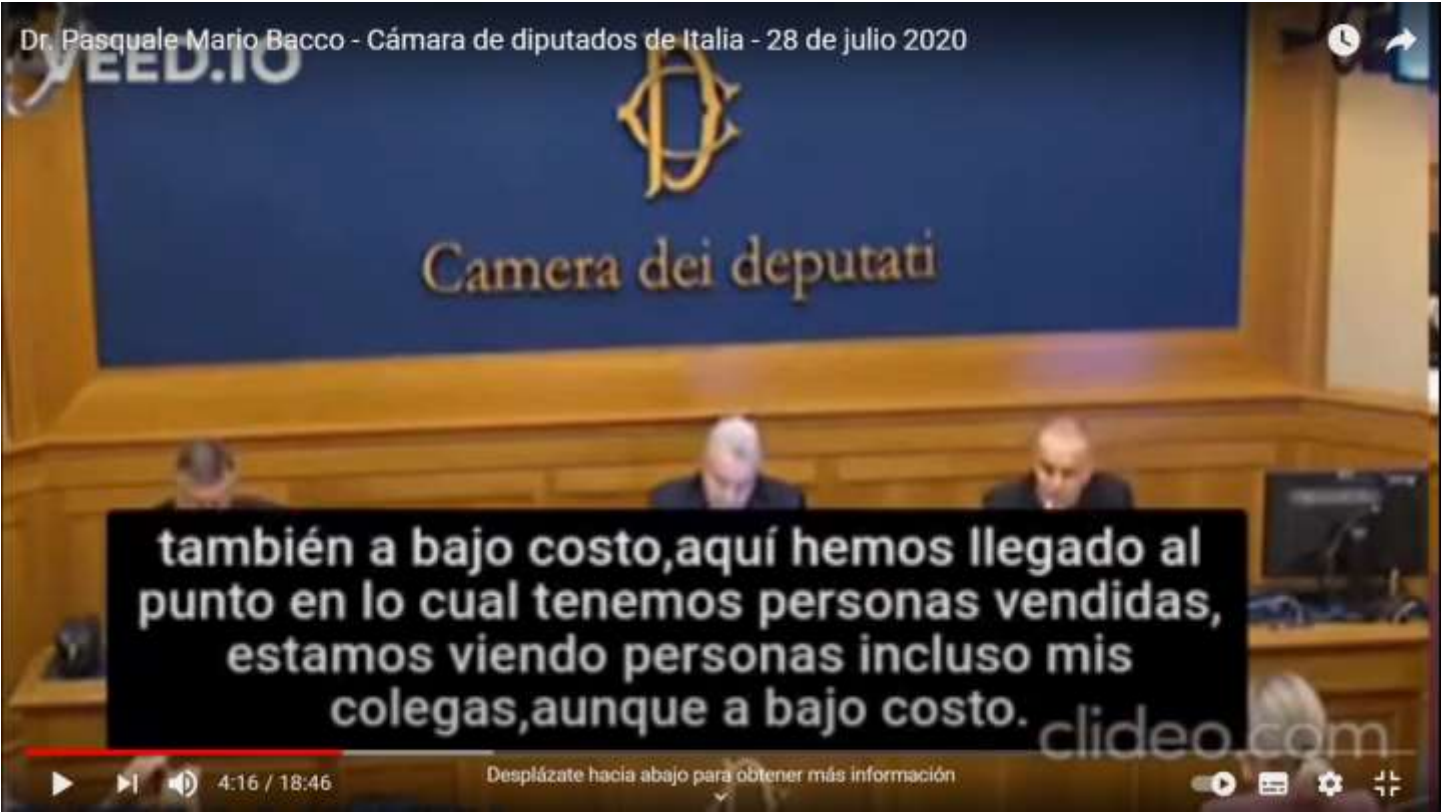 Dr. Pasquale Mario Bacco - Cámara de diputados de Italia - 28 de julio 2020
VEED.IO
Camera dei deputati
también a bajo costo,aquí hemos llegado al
punto en lo cual tenemos personas vendidas,
estamos viendo personas incluso mis
colegas,aunque a bajo costo.
clideo.com
4:16 / 18:46
Desplázate hacia abajo para obtener más información